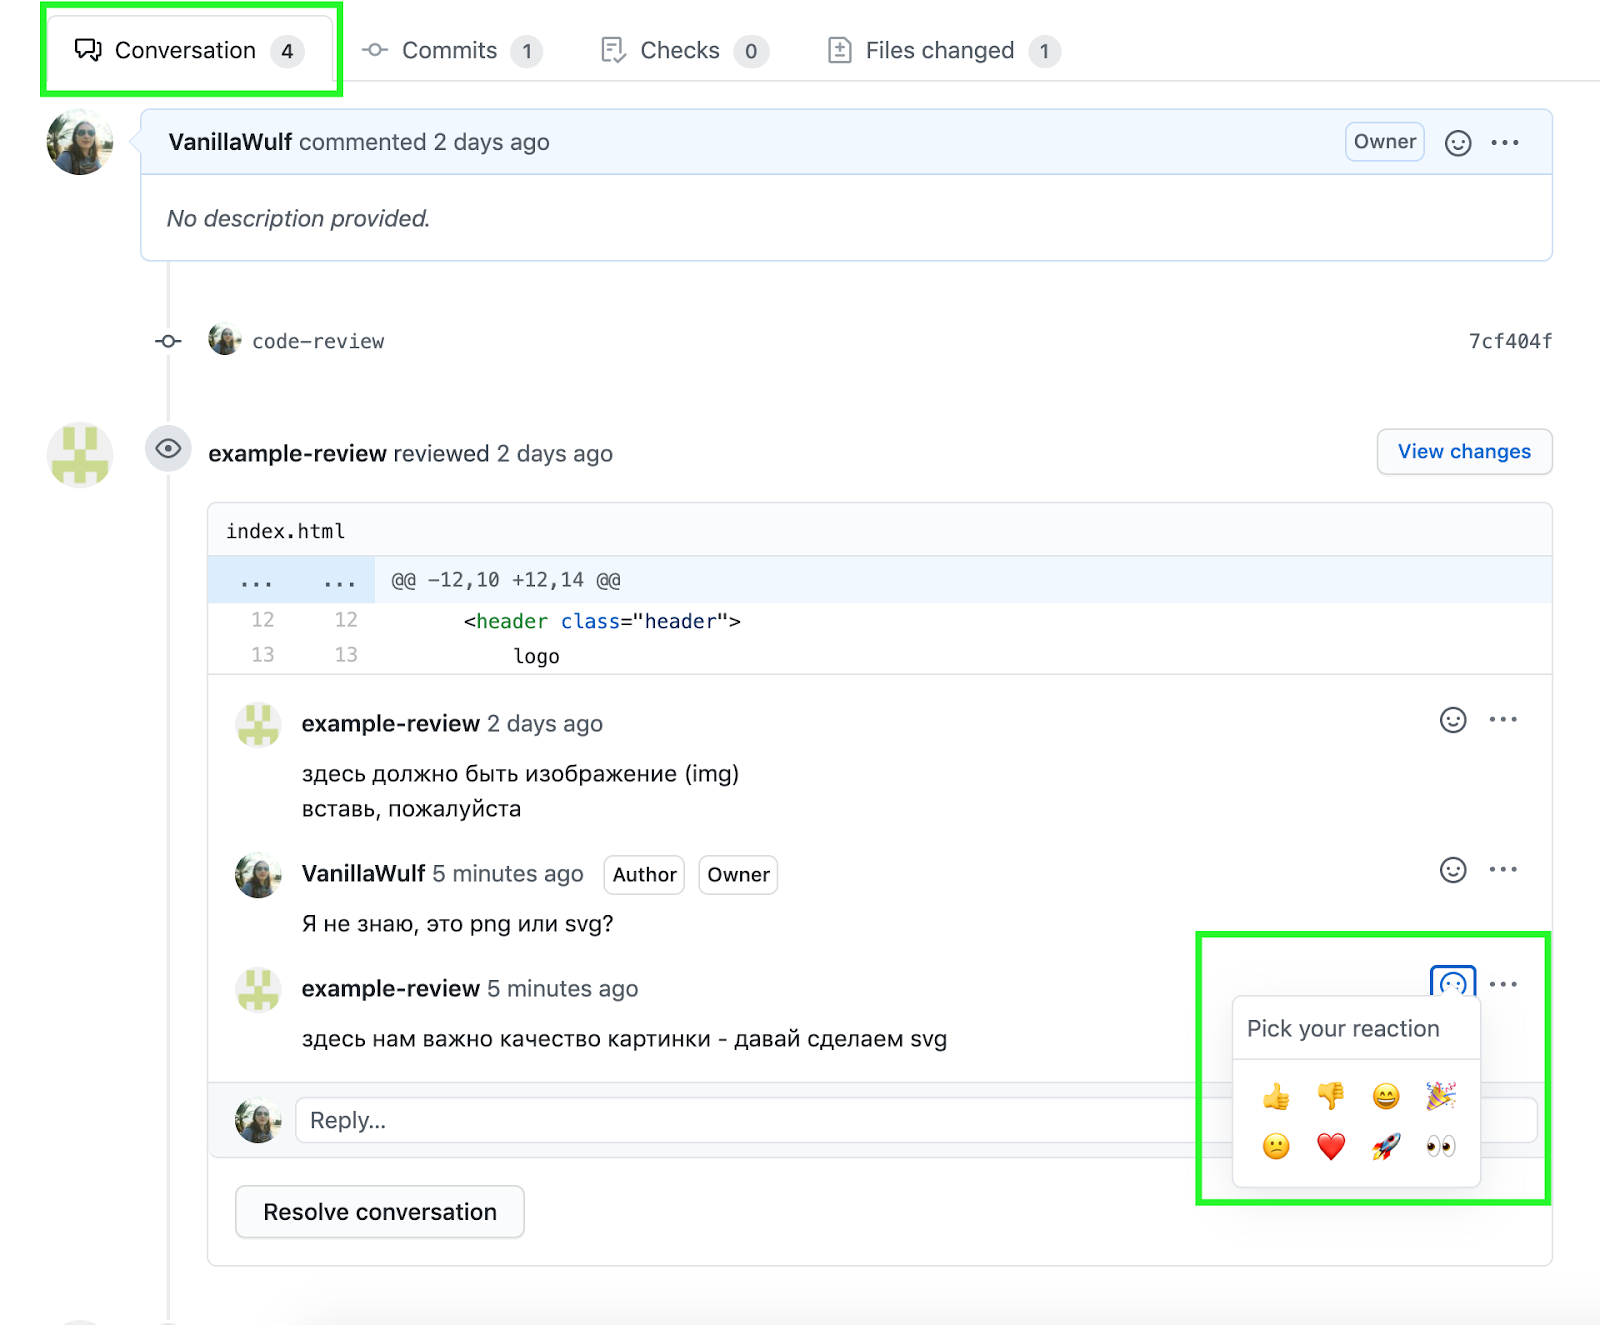 Conversation 4 Commits 1 Checks 0 Files changed 1
VanillaWulf commented 2 days ago Owner
No description provided.
code-review 7cf404f
example-review reviewed 2 days ago View changes
index.html
... ... @@ -12,10 +12,14 @@
12 12 <header class="header">
13 13 logo
example-review 2 days ago
здесь должно быть изображение (img)
вставь, пожалуйста
VanillaWulf 5 minutes ago Author Owner
Я не знаю, это png или svg?
example-review 5 minutes ago
Pick your reaction
здесь нам важно качество картинки - давай сделаем svg
Reply...
Resolve conversation